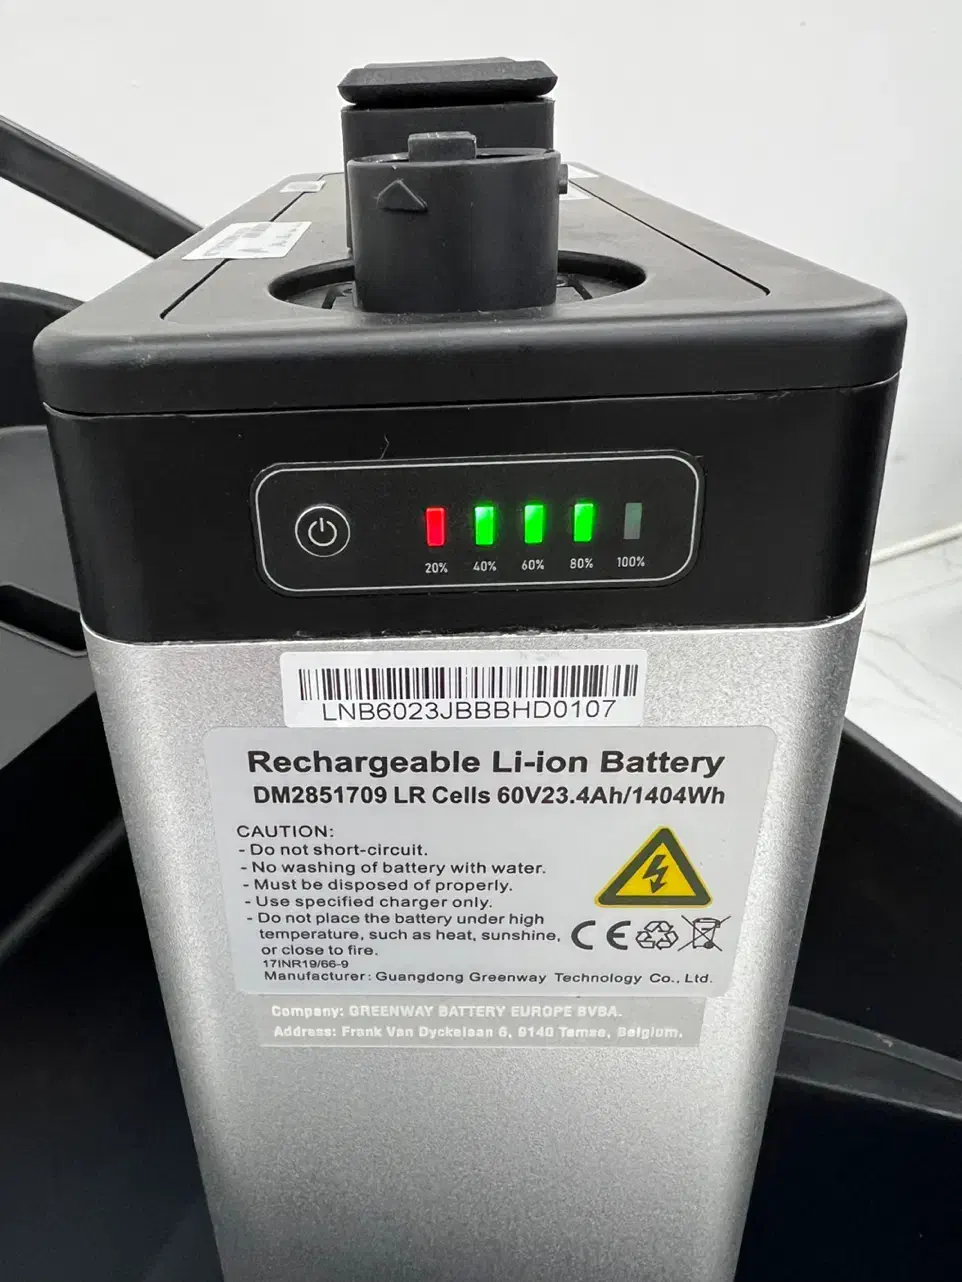 20% 40% 60% 80% 100%
LNB6023JBBBHD0107
Rechargeable Li-ion Battery
DM2851709 LR Cells 60V23.4Ah/1404Wh
CAUTION:
- Do not short-circuit.
- No washing of battery with water.
- Must be disposed of properly.
- Use specified charger only.
- Do not place the battery under high
temperature, such as heat, sunshine,
or close to fire.
CE
17INR19/66-9
Manufacturer: Guangdong Greenway Technology Co., Ltd.
Company: GREENWAY BATTERY EUROPE BVBA.
Address: Frank Van Dyckelaan 6, 9140 Temse, Belgium.